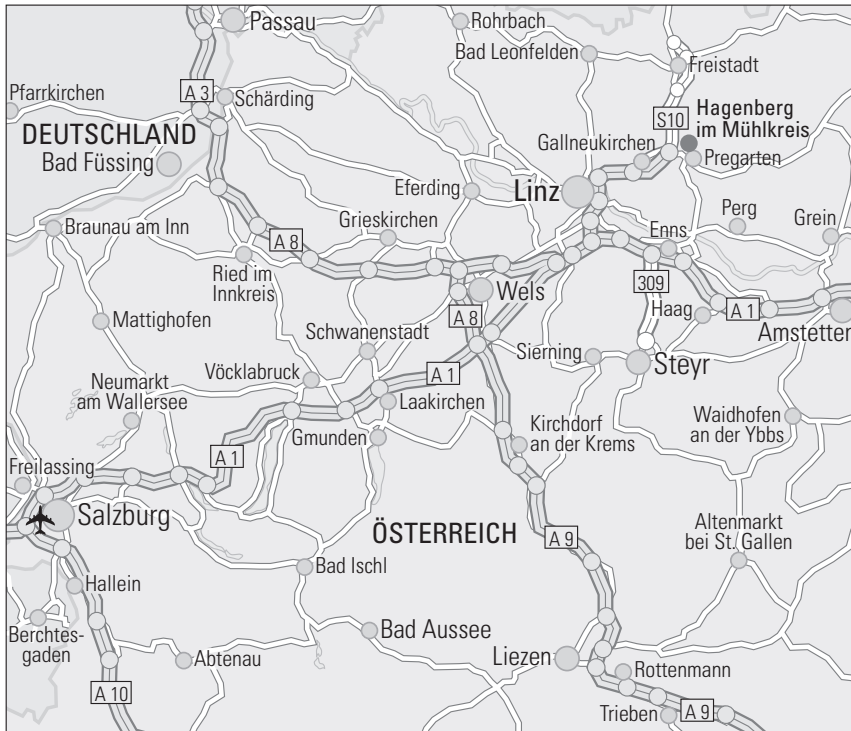 Passau
Rohrbach
Bad Leonfelden
Freistadt
Pfarrkirchen
A 3
Schärding
S10
Hagenberg
im Mühlkreis
DEUTSCHLAND
Bad Füssing
Gallneukirchen
Pregarten
Eferding
Linz
Braunau am Inn
Grieskirchen
A 8
Enns
Perg
Grein
Ried im
Innkreis
Wels
309
Haag
A 1
Amstetten
Mattighofen
Schwanenstadt
A 8
Sierning
Steyr
Neumarkt
am Wallersee
Vöcklabruck
A 1
Laakirchen
Waidhofen
an der Ybbs
Gmunden
Kirchdorf
an der Krems
Freilassing
A 1
Salzburg
ÖSTERREICH
A 9
Altenmarkt
bei St. Gallen
Hallein
Bad Ischl
Berchtes-
gaden
Abtenau
Bad Aussee
Liezen
Rottenmann
A 10
Trieben
A 9